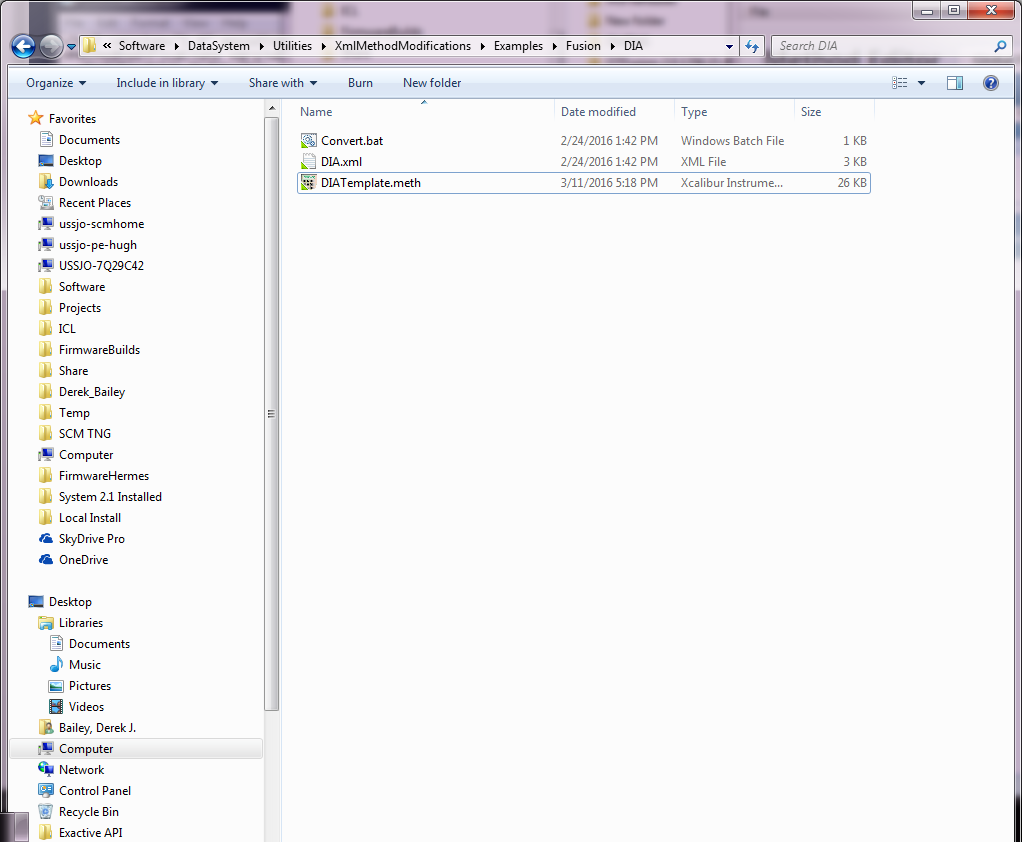 « Software ▸ DataSystem ▸ Utilities ▸ XmlMethodModifications ▸ Examples ▸ Fusion ▸ DIA
Search DIA
Organize Include in library Share with Burn New folder
Name Date modified Type Size
Convert.bat 2/24/2016 1:42 PM Windows Batch File 1 KB
DIA.xml 2/24/2016 1:42 PM XML File 3 KB
DIATemplate.meth 3/11/2016 5:18 PM Xcalibur Instrume... 26 KB
Favorites
Documents
Desktop
Downloads
Recent Places
ussjo-scmhome
ussjo-pe-hugh
USSJO-7Q29C42
Software
Projects
ICL
FirmwareBuilds
Share
Derek_Bailey
Temp
SCM TNG
Computer
FirmwareHermes
System 2.1 Installed
Local Install
SkyDrive Pro
OneDrive
Desktop
Libraries
Documents
Music
Pictures
Videos
Bailey, Derek J.
Computer
Network
Control Panel
Recycle Bin
Exactive API